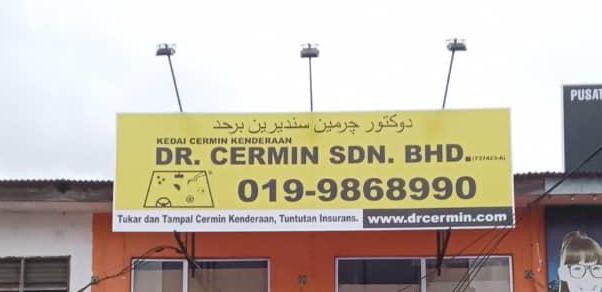 دوكتور چرمين سنديرين برحد
KEDAI CERMIN KENDERAAN
DR. CERMIN SDN. BHD. (737423-A)
019-9868990
Tukar dan Tampal Cermin Kenderaan, Tuntutan Insurans. www.drcermin.com
PUSAT